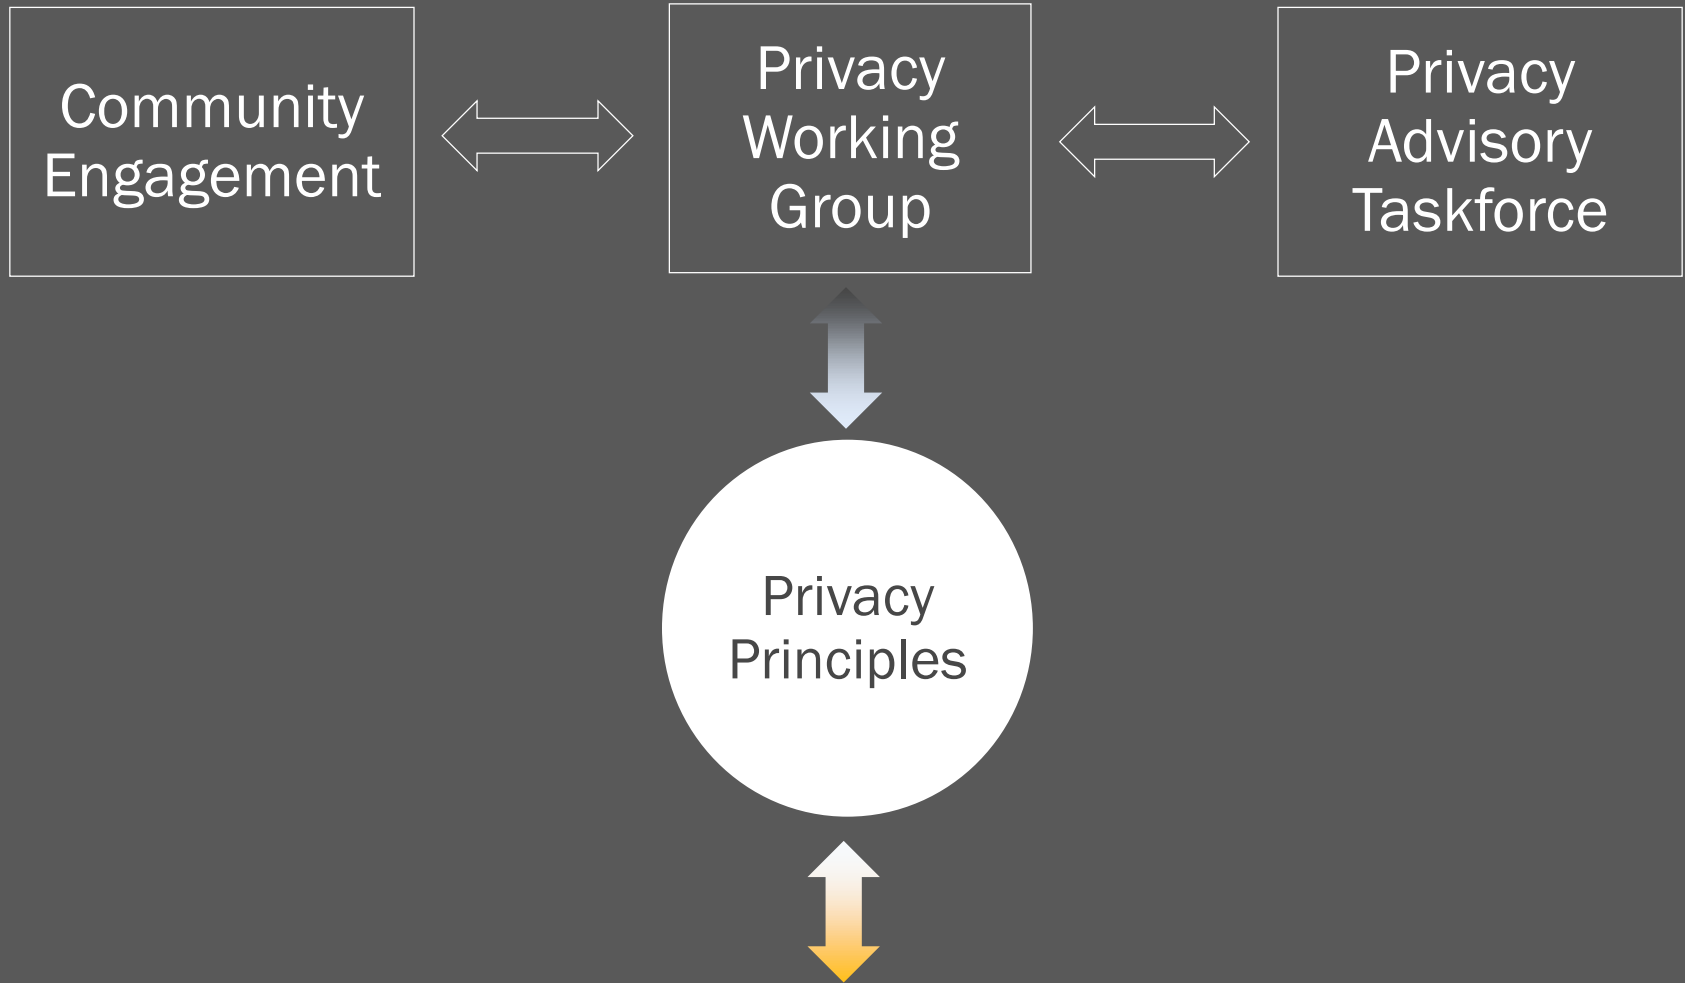 Community
Engagement
Privacy
Working
Group
Privacy
Advisory
Taskforce
Privacy
Principles